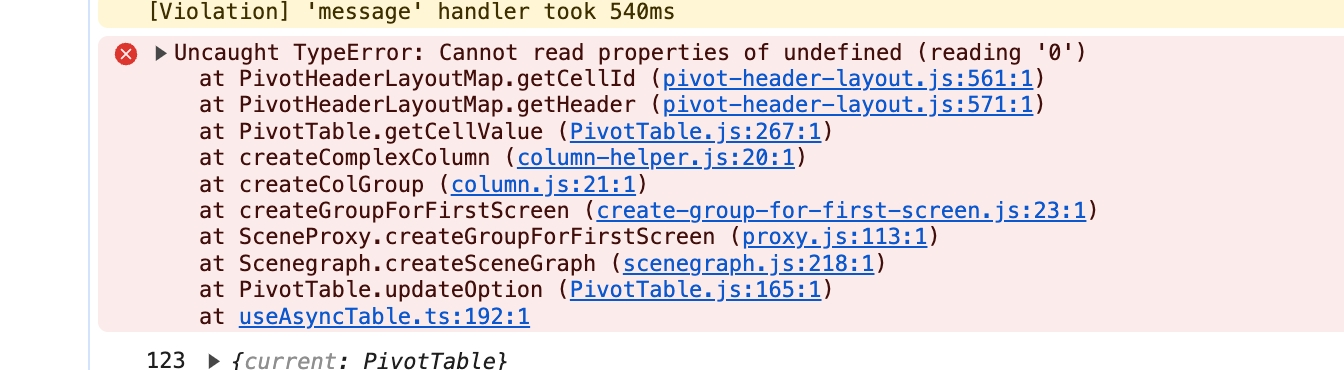 [Violation] 'message' handler took 540ms
Uncaught TypeError: Cannot read properties of undefined (reading '0')
at PivotHeaderLayoutMap.getCellId (pivot-header-layout.js:561:1)
at PivotHeaderLayoutMap.getHeader (pivot-header-layout.js:571:1)
at PivotTable.getCellValue (PivotTable.js:267:1)
at createComplexColumn (column-helper.js:20:1)
at createColGroup (column.js:21:1)
at createGroupForFirstScreen (create-group-for-first-screen.js:23:1)
at SceneProxy.createGroupForFirstScreen (proxy.js:113:1)
at Scenegraph.createSceneGraph (scenegraph.js:218:1)
at PivotTable.updateOption (PivotTable.js:165:1)
at useAsyncTable.ts:192:1
123 {current: PivotTable}